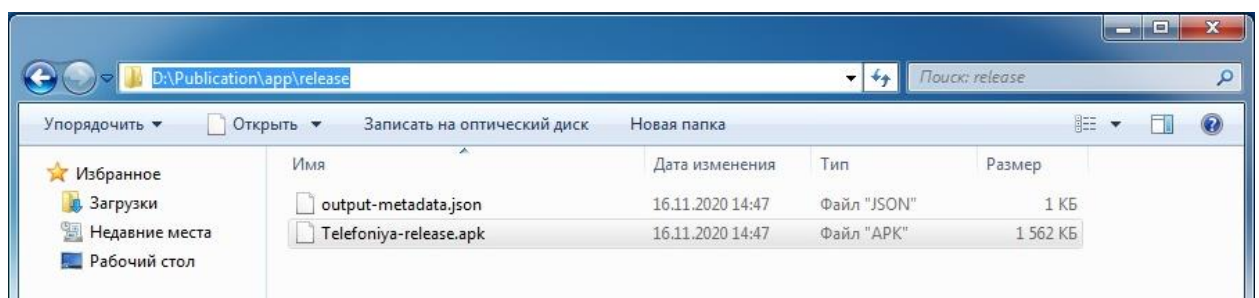 D:\Publication\app\release
Поиск: release
Упорядочить Открыть Записать на оптический диск Новая папка
Избранное
Загрузки
Недавние места
Рабочий стол
Имя Дата изменения Тип Размер
output-metadata.json 16.11.2020 14:47 Файл "JSON" 1 КБ
Telefoniya-release.apk 16.11.2020 14:47 Файл "APK" 1 562 КБ